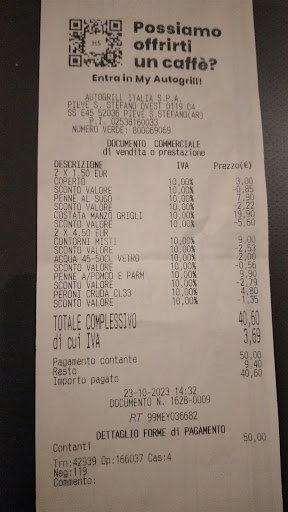 Possiamo
offrirti
un caffè?
Entra in My Autogrill!
AUTOGRILL ITALIA S.P.A.
PIEVE S. STEFANO OVEST 0119 C4
SS E45 52036 PIEVE S.STEFANO(AR)
P.I. 02538160033
NUMERO VERDE: 800069069
DOCUMENTO COMMERCIALE
di vendita o prestazione
DESCRIZIONE IVA Prezzo(€)
2 X 1,50 EUR
COPERTO 10,00% 3,00
SCONTO VALORE 10,00% -0,85
PENNE AL SUGO 10,00% 7,90
SCONTO VALORE 10,00% -2,22
COSTATA MANZO GRIGLI 10,00% 19,90
SCONTO VALORE 10,00% -5,60
2 X 4,50 EUR
CONTORNI MISTI 10,00% 9,00
SCONTO VALORE 10,00% -2,53
ACQUA 45-50CL VETRO 10,00% 2,00
SCONTO VALORE 10,00% -0,56
PENNE A/POMOD E PARM 10,00% 9,90
SCONTO VALORE 10,00% -2,79
PERONI CRUDA CL33 10,00% 4,80
SCONTO VALORE 10,00% -1,35
TOTALE COMPLESSIVO 40,60
di cui IVA 3,69
Pagamento contante 50,00
Resto 9,40
Importo pagato 40,60
23-10-2023 14:32
DOCUMENTO N. 1628-0009
RT 99MEY036682
DETTAGLIO FORME di PAGAMENTO
Contanti 50,00
Trn:42939 Op:166037 Cas:4
Neg:119
Commento: